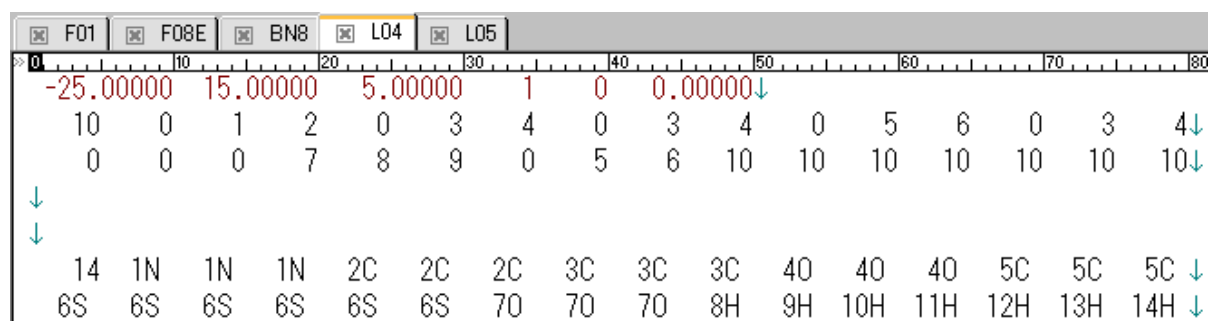 F01 F08E BN8 L04 L05
0 10 20 30 40 50 60 70 80
-25.00000 15.00000 5.00000 1 0 0.00000↓
10 0 1 2 0 3 4 0 3 4 0 5 6 0 3 4↓
0 0 0 7 8 9 0 5 6 10 10 10 10 10 10 10↓
↓
↓
14 1N 1N 1N 2C 2C 2C 3C 3C 3C 4O 4O 4O 5C 5C 5C ↓
6S 6S 6S 6S 6S 6S 7O 7O 7O 8H 9H 10H 11H 12H 13H 14H ↓